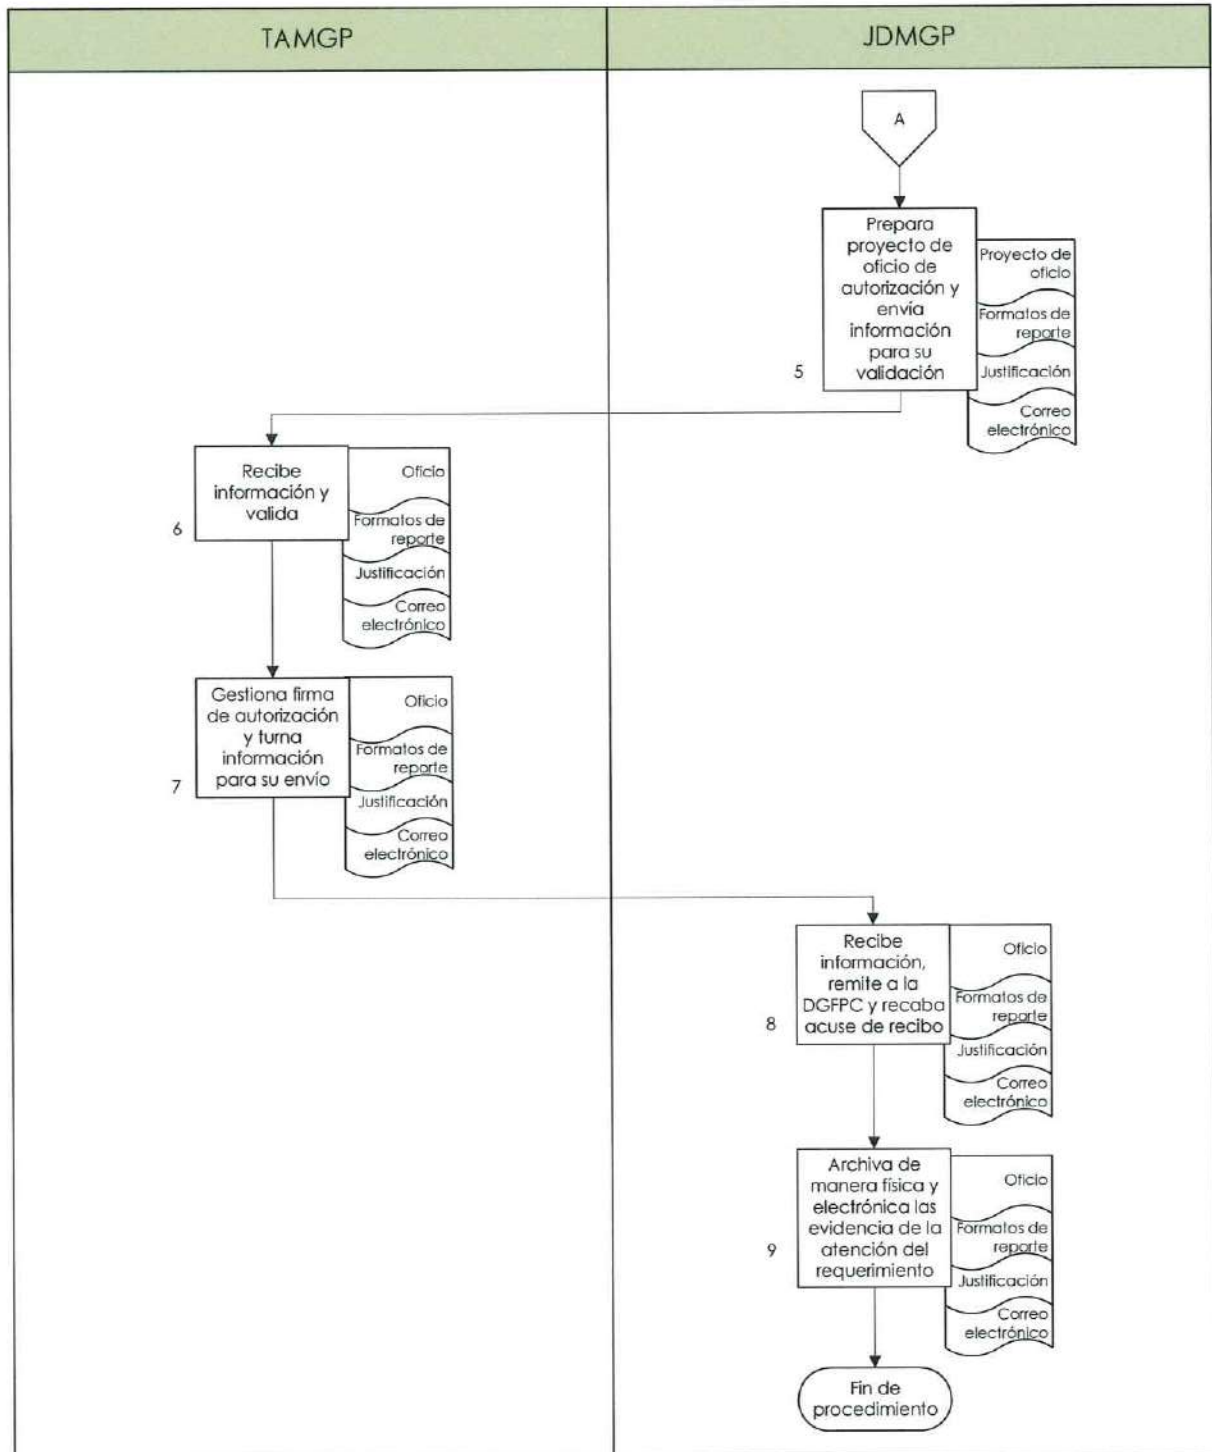 TAMGP
JDMGP
A
Prepara
proyecto de
oficio de
autorización y
envía
información
para su
validación
5
Proyecto de
oficio
Formatos de
reporte
Justificación
Correo
electrónico
Recibe
información y
valida
6
Oficio
Formatos de
reporte
Justificación
Correo
electrónico
Gestiona firma
de autorización
y turna
información
para su envío
7
Oficio
Formatos de
reporte
Justificación
Correo
electrónico
Recibe
información,
remite a la
DGFPC y recaba
acuse de recibo
8
Oficio
Formatos de
reporte
Justificación
Correo
electrónico
Archiva de
manera física y
electrónica las
evidencia de la
atención del
requerimiento
9
Oficio
Formatos de
reporte
Justificación
Correo
electrónico
Fin de
procedimiento